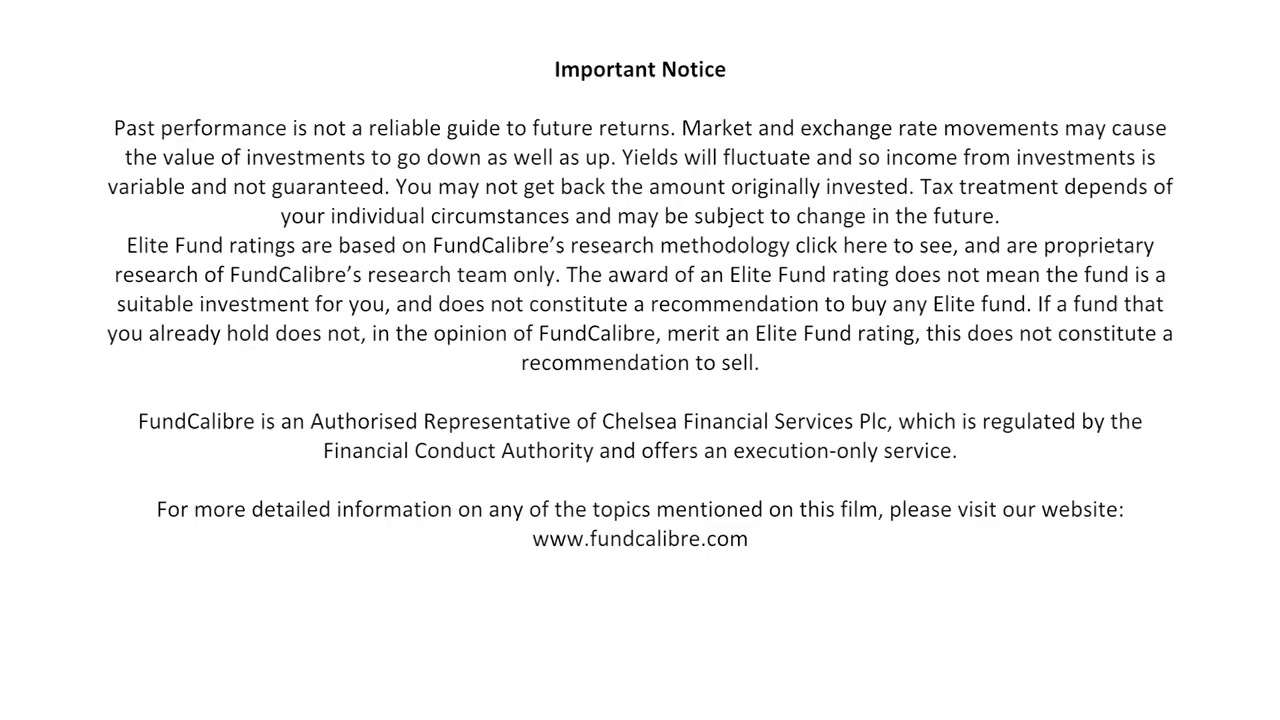 Important Notice
Past performance is not a reliable guide to future returns. Market and exchange rate movements may cause
the value of investments to go down as well as up. Yields will fluctuate and so income from investments is
variable and not guaranteed. You may not get back the amount originally invested. Tax treatment depends of
your individual circumstances and may be subject to change in the future.
Elite Fund ratings are based on FundCalibre’s research methodology click here to see, and are proprietary
research of FundCalibre’s research team only. The award of an Elite Fund rating does not mean the fund is a
suitable investment for you, and does not constitute a recommendation to buy any Elite fund. If a fund that
you already hold does not, in the opinion of FundCalibre, merit an Elite Fund rating, this does not constitute a
recommendation to sell.
FundCalibre is an Authorised Representative of Chelsea Financial Services Plc, which is regulated by the
Financial Conduct Authority and offers an execution-only service.
For more detailed information on any of the topics mentioned on this film, please visit our website:
www.fundcalibre.com